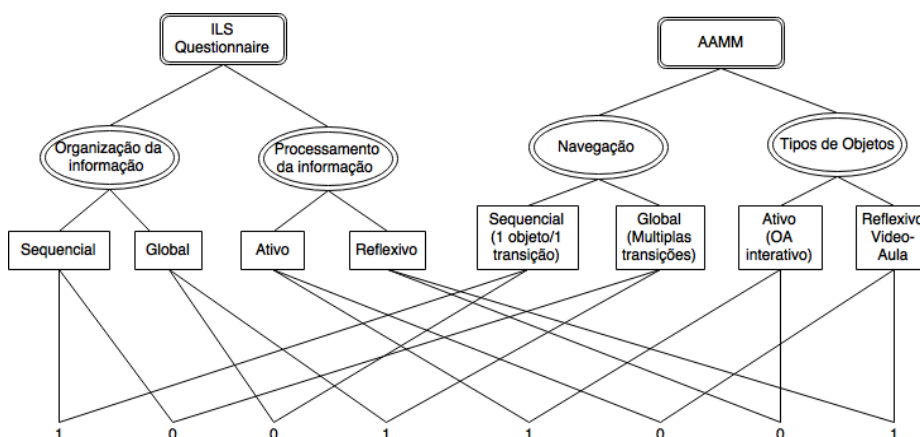 ILS
Questionnaire
AAMM
Organização da
informação
Processamento
da informação
Navegação
Tipos de Objetos
Sequencial
Global
Ativo
Reflexivo
Sequencial
(1 objeto/1
transição)
Global
(Multiplas
transições)
Ativo
(OA
interativo)
Reflexivo
Video-
Aula
1 0 0 1 1 0 0 1